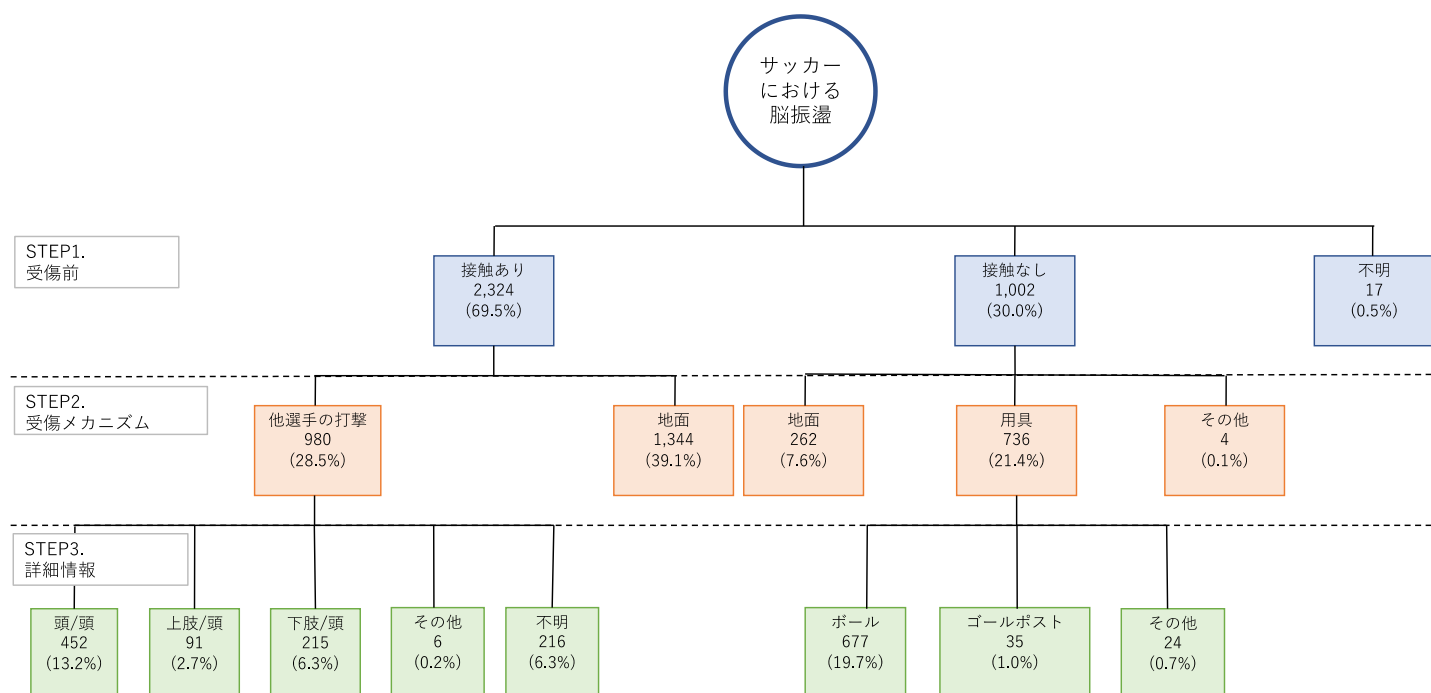 サッカー
における
脳振盪
STEP1.
受傷前
接触あり
2,324
(69.5%)
接触なし
1,002
(30.0%)
不明
17
(0.5%)
STEP2.
受傷メカニズム
他選手の打撃
980
(28.5%)
地面
1,344
(39.1%)
地面
262
(7.6%)
用具
736
(21.4%)
その他
4
(0.1%)
STEP3.
詳細情報
頭/頭
452
(13.2%)
上肢/頭
91
(2.7%)
下肢/頭
215
(6.3%)
その他
6
(0.2%)
不明
216
(6.3%)
ボール
677
(19.7%)
ゴールポスト
35
(1.0%)
その他
24
(0.7%)